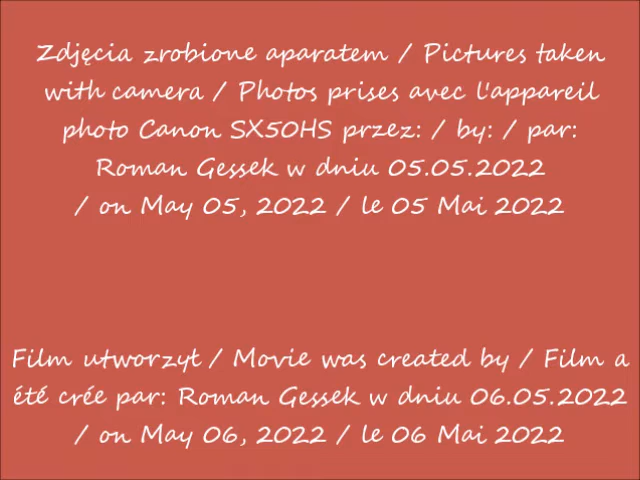 Zdjęcia zrobione aparatem / Pictures taken
with camera / Photos prises avec l'appareil
photo Canon SX50HS przez: / by: / par:
Roman Gessek w dniu 05.05.2022
/ on May 05, 2022 / le 05 Mai 2022
Film utworzył / Movie was created by / Film a
été crée par: Roman Gessek w dniu 06.05.2022
/ on May 06, 2022 / le 06 Mai 2022